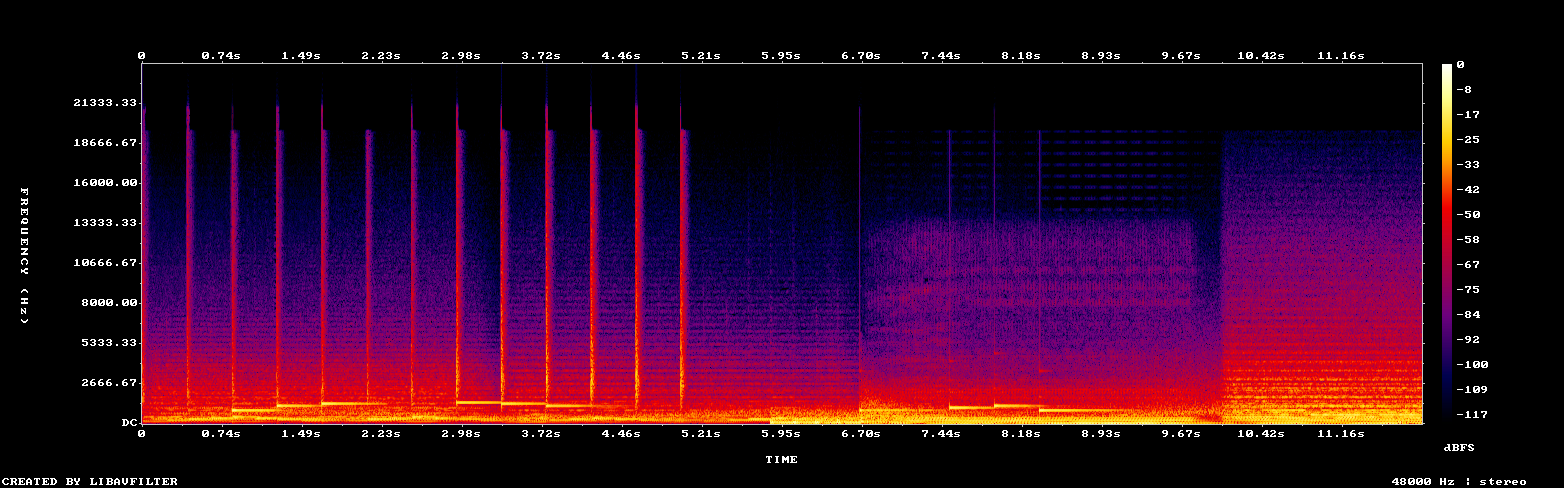 0 0.74s 1.49s 2.23s 2.98s 3.72s 4.46s 5.21s 5.95s 6.70s 7.44s 8.18s 8.93s 9.67s 10.42s 11.16s
21333.33
18666.67
16000.00
13333.33
10666.67
8000.00
5333.33
2666.67
DC
FREQUENCY (Hz)
0
-8
-17
-25
-33
-42
-50
-58
-67
-75
-84
-92
-100
-109
-117
dBFS
0 0.74s 1.49s 2.23s 2.98s 3.72s 4.46s 5.21s 5.95s 6.70s 7.44s 8.18s 8.93s 9.67s 10.42s 11.16s
TIME
CREATED BY LIBAVFILTER
48000 Hz | stereo